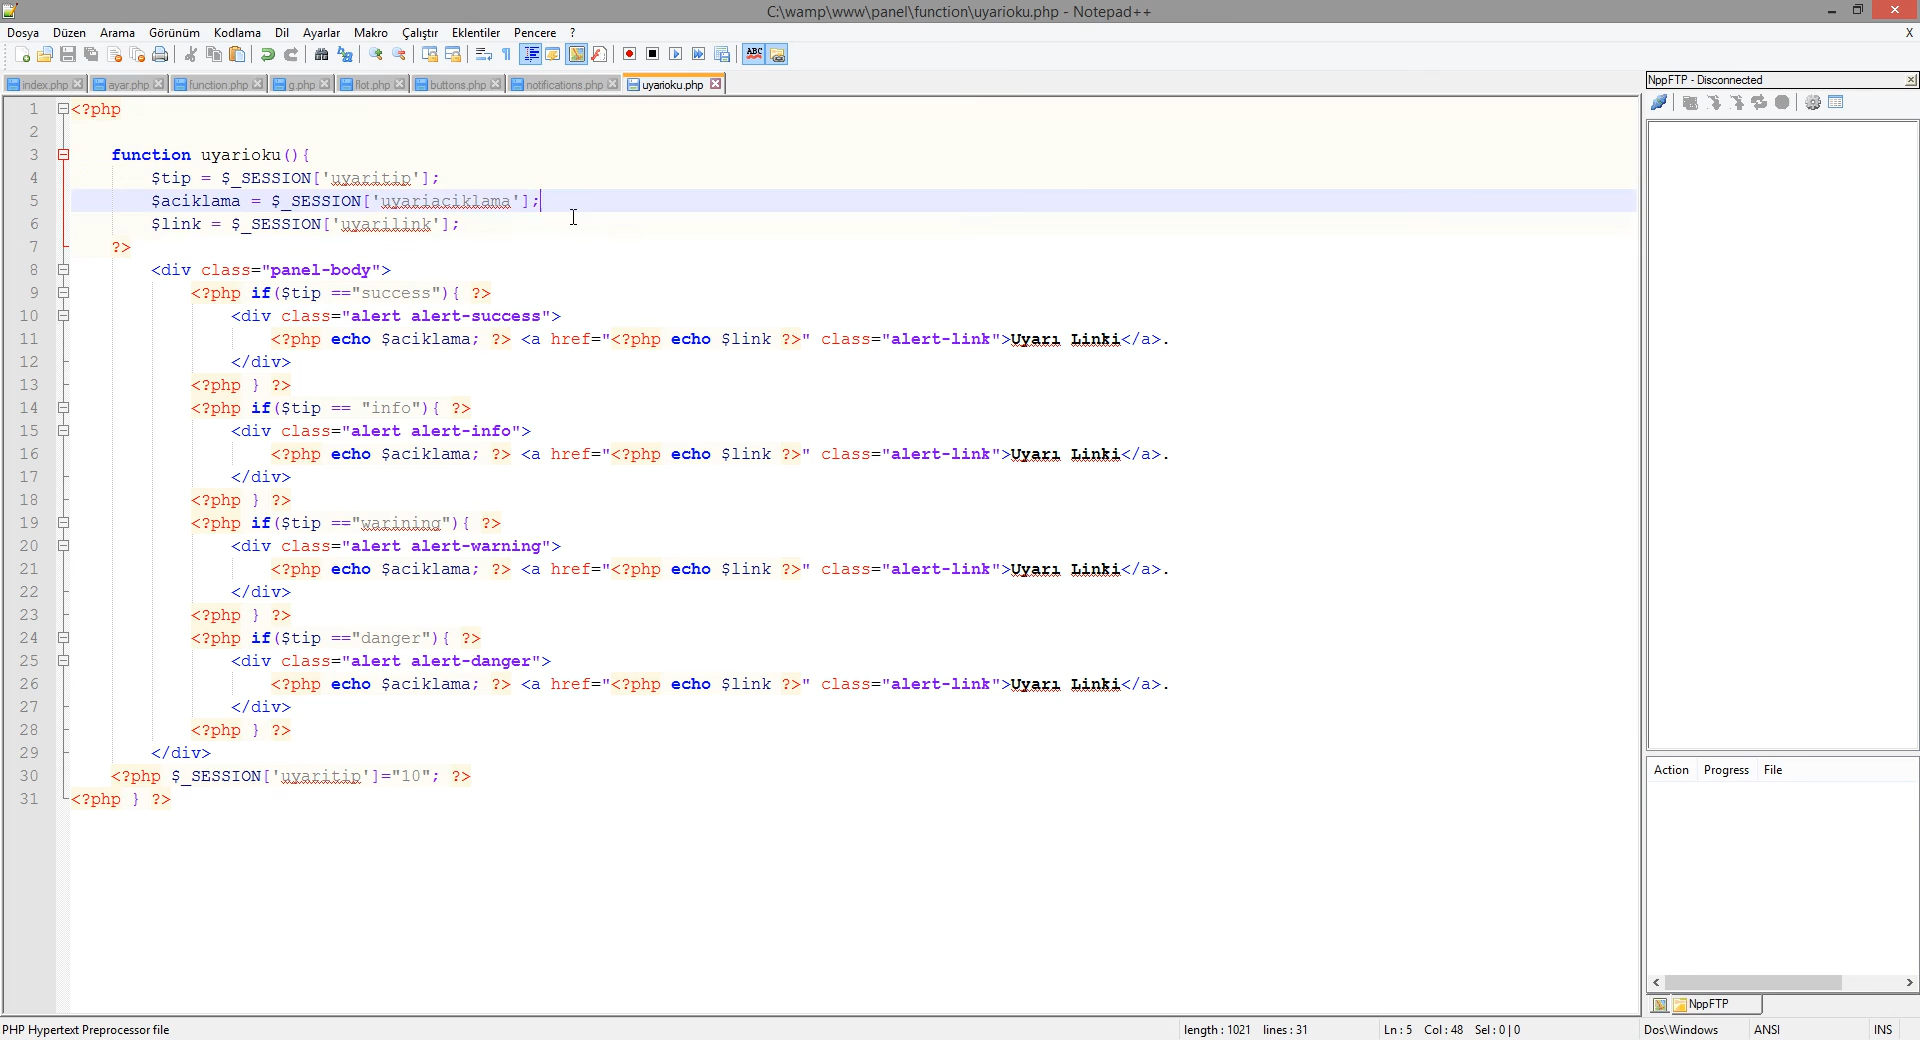 C:\wamp\www\panel\function\uyarioku.php - Notepad++
Dosya Düzen Arama Görünüm Kodlama Dil Ayarlar Makro Çalıştır Eklentiler Pencere ? X
index.php ayar.php function.php g.php flot.php buttons.php notifications.php uyarioku.php
NppFTP - Disconnected
1 <?php
2
3 function uyarioku(){
4 $tip = $_SESSION['uyaritip'];
5 $aciklama = $_SESSION['uyariaciklama'];
6 $link = $_SESSION['uyarilink'];
7 ?>
8 <div class="panel-body">
9 <?php if($tip =="success"){ ?>
10 <div class="alert alert-success">
11 <?php echo $aciklama; ?> <a href="<?php echo $link ?>" class="alert-link">Uyarı Linki</a>.
12 </div>
13 <?php } ?>
14 <?php if($tip == "info"){ ?>
15 <div class="alert alert-info">
16 <?php echo $aciklama; ?> <a href="<?php echo $link ?>" class="alert-link">Uyarı Linki</a>.
17 </div>
18 <?php } ?>
19 <?php if($tip =="warining"){ ?>
20 <div class="alert alert-warning">
21 <?php echo $aciklama; ?> <a href="<?php echo $link ?>" class="alert-link">Uyarı Linki</a>.
22 </div>
23 <?php } ?>
24 <?php if($tip =="danger"){ ?>
25 <div class="alert alert-danger">
26 <?php echo $aciklama; ?> <a href="<?php echo $link ?>" class="alert-link">Uyarı Linki</a>.
27 </div>
28 <?php } ?>
29 </div>
30 <?php $_SESSION['uyaritip']="10"; ?>
31 <?php } ?>
Action Progress File
NppFTP
PHP Hypertext Preprocessor file length : 1021 lines : 31 Ln : 5 Col : 48 Sel : 0 | 0 Dos\Windows ANSI INS